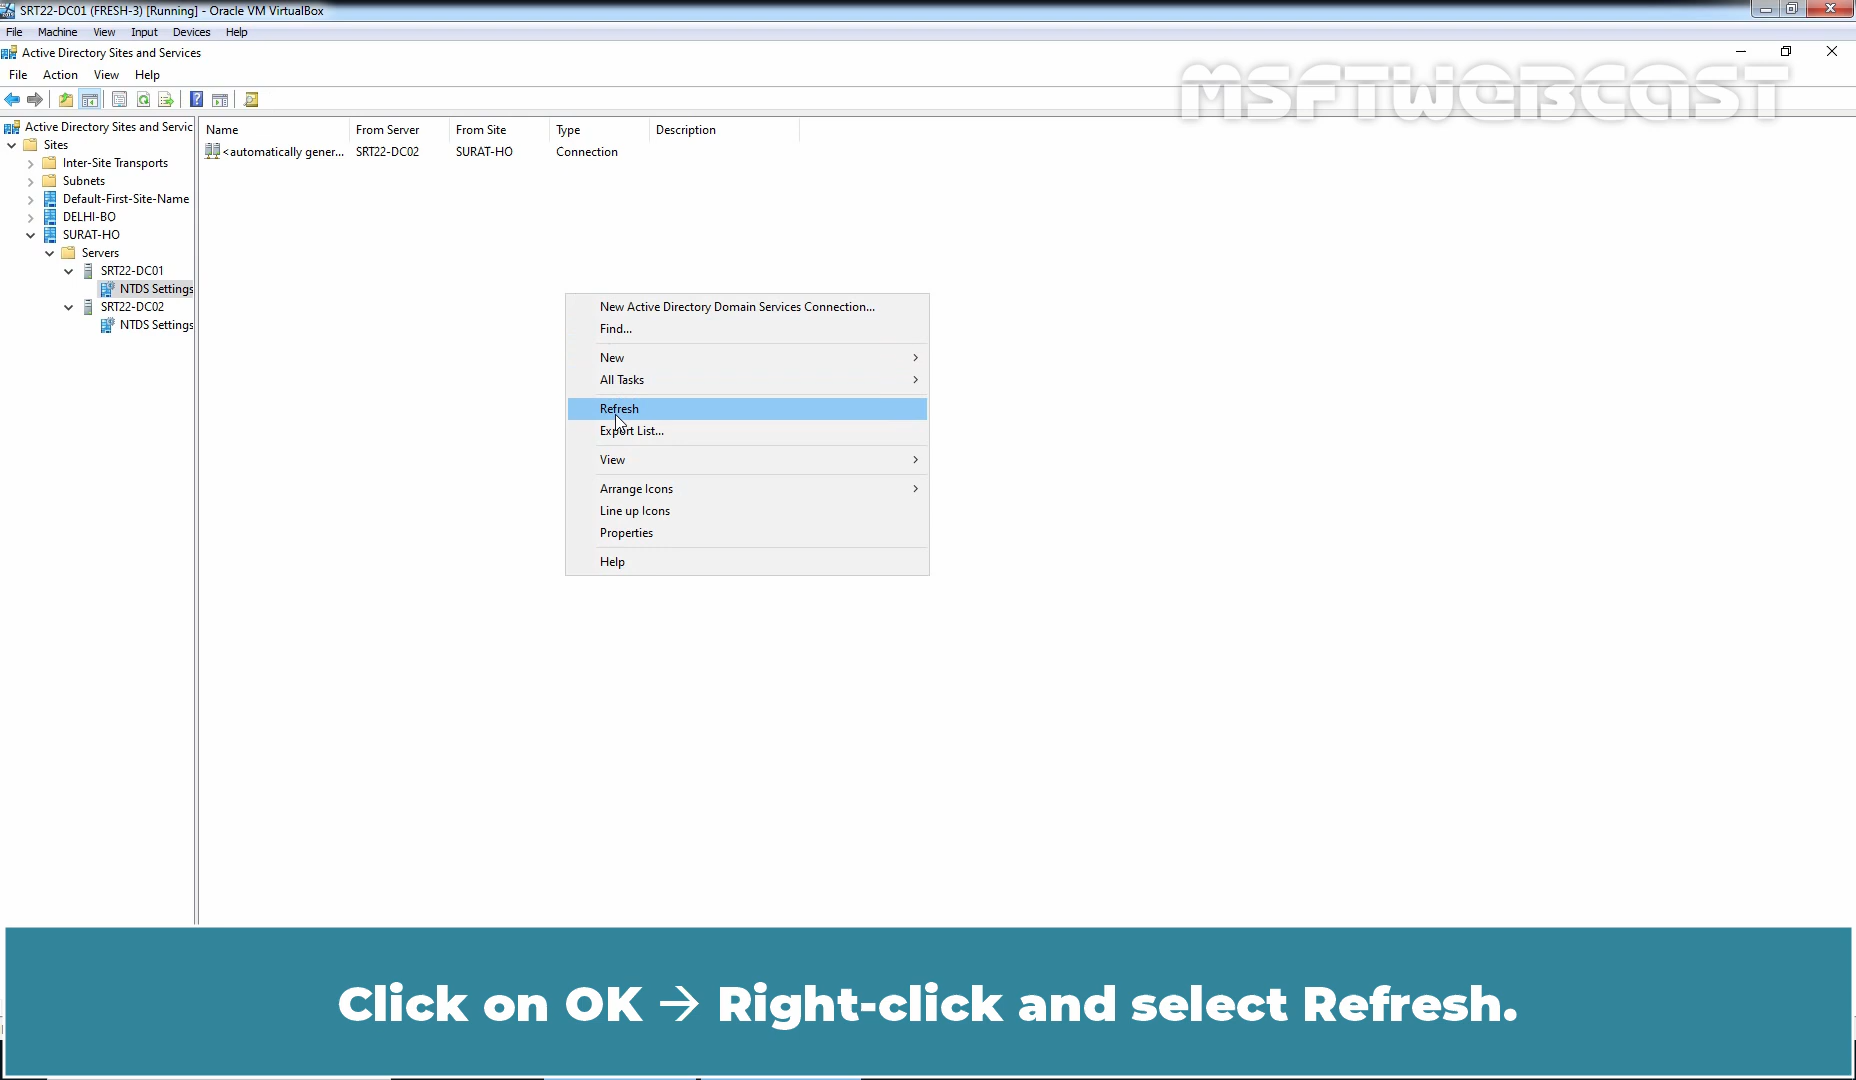 SRT22-DC01 (FRESH-3) [Running] - Oracle VM VirtualBox
File Machine View Input Devices Help
Active Directory Sites and Services
File Action View Help
MSFTWEBCAST
Active Directory Sites and Servic
Sites
Inter-Site Transports
Subnets
Default-First-Site-Name
DELHI-BO
SURAT-HO
Servers
SRT22-DC01
NTDS Settings
SRT22-DC02
NTDS Settings
Name From Server From Site Type Description
<automatically gener... SRT22-DC02 SURAT-HO Connection
New Active Directory Domain Services Connection...
Find...
New
All Tasks
Refresh
Export List...
View
Arrange Icons
Line up Icons
Properties
Help
Click on OK → Right-click and select Refresh.